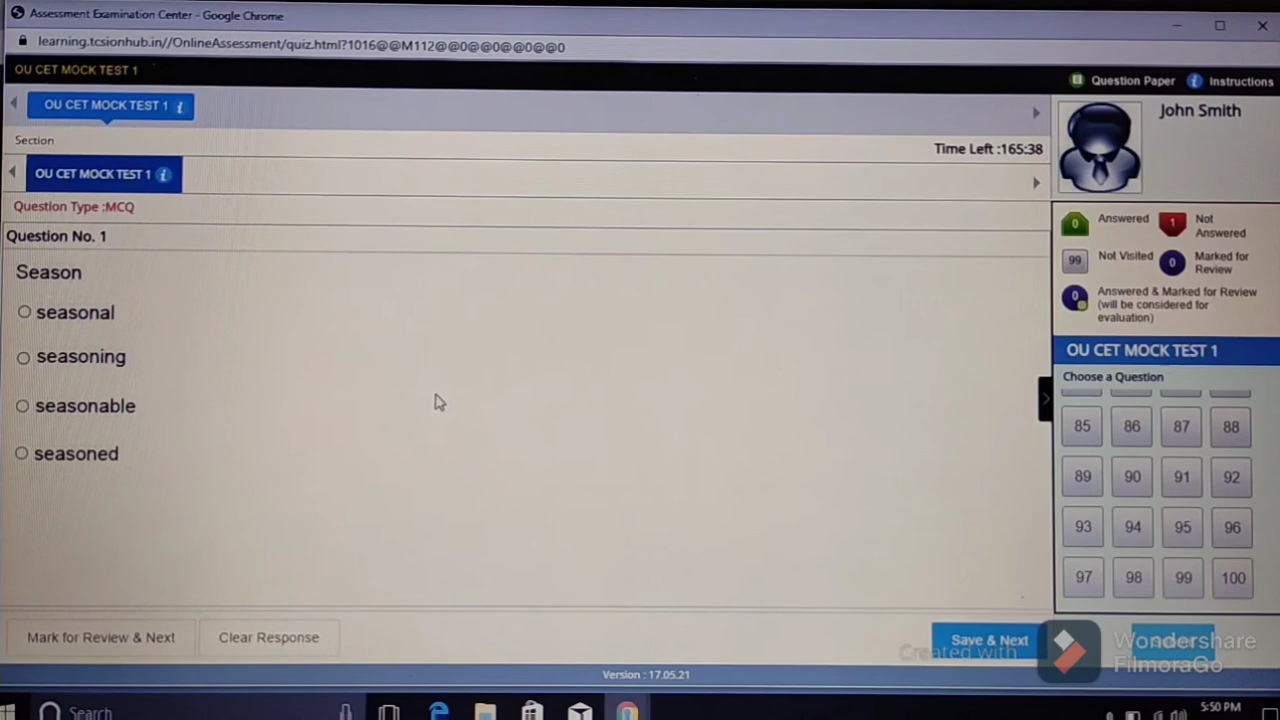 Assessment Examination Center - Google Chrome
learning.tcsionhub.in//OnlineAssessment/quiz.html?1016@@M112@@0@@0@@0@@0
OU CET MOCK TEST 1
Question Paper
i Instructions
OU CET MOCK TEST 1 i
John Smith
Section
Time Left :165:38
OU CET MOCK TEST 1 i
Question Type :MCQ
0 Answered
1 Not Answered
99 Not Visited
0 Marked for Review
0 Answered & Marked for Review
(will be considered for
evaluation)
Question No. 1
Season
seasonal
seasoning
seasonable
seasoned
OU CET MOCK TEST 1
Choose a Question
85 86 87 88
89 90 91 92
93 94 95 96
97 98 99 100
Mark for Review & Next
Clear Response
Save & Next
Created with
Wondershare
FilmoraGo
Version : 17.05.21
Search
5:50 PM